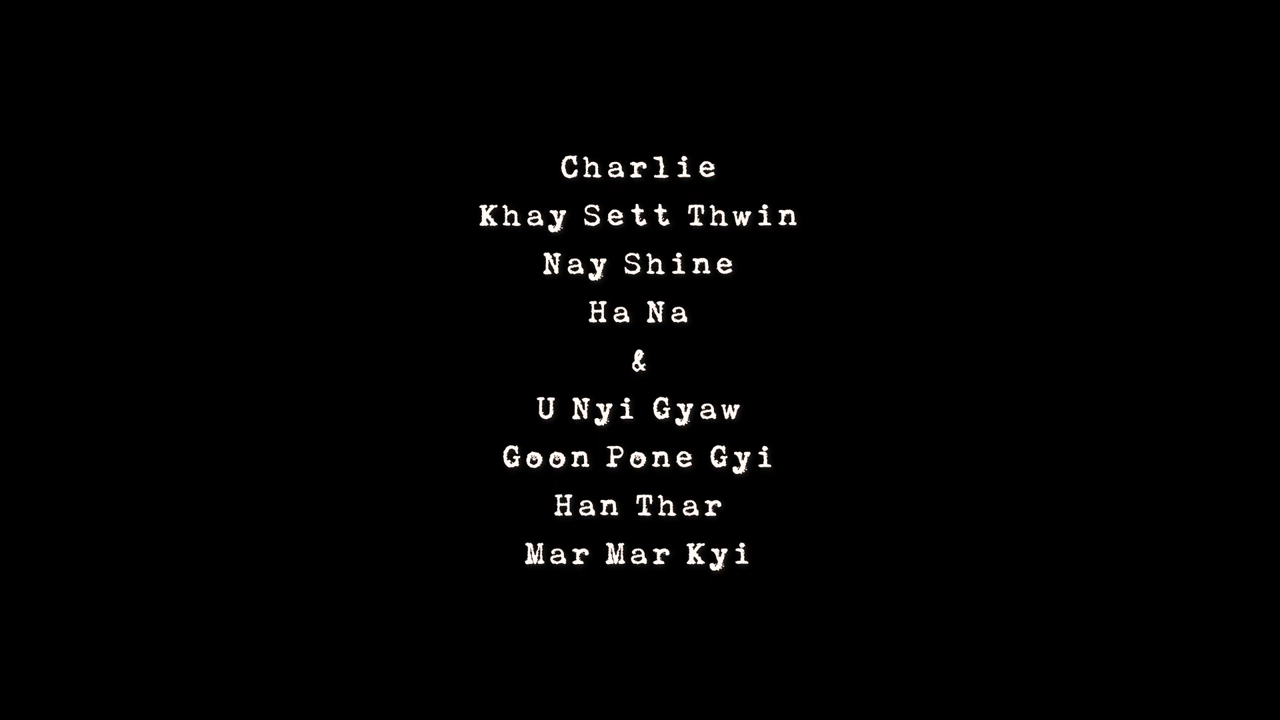 Charlie
Khay Sett Thwin
Nay Shine
Ha Na
&
U Nyi Gyaw
Goon Pone Gyi
Han Thar
Mar Mar Kyi